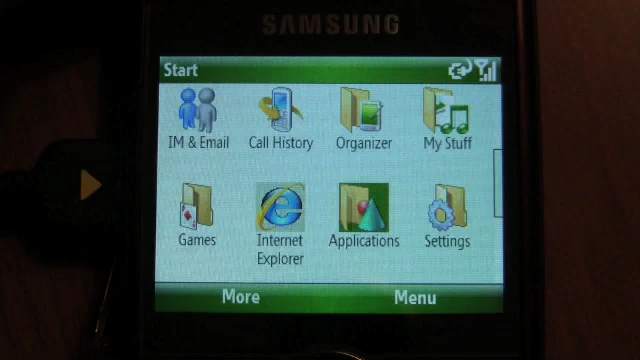 SAMSUNG
Start
IM & Email Call History Organizer My Stuff
Games Internet Explorer Applications Settings
More Menu